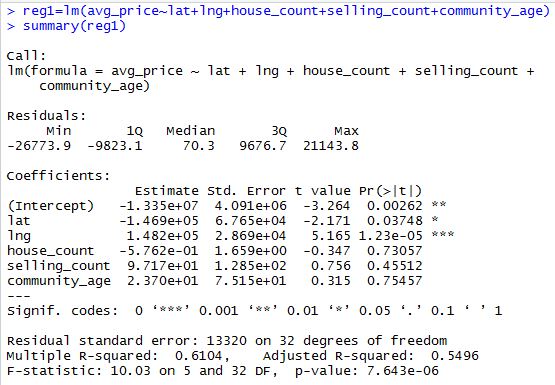 > reg1=lm(avg_price~lat+lng+house_count+selling_count+community_age)
> summary(reg1)
Call:
lm(formula = avg_price ~ lat + lng + house_count + selling_count +
    community_age)
Residuals:
     Min       1Q   Median       3Q      Max
-26773.9  -9823.1     70.3   9676.7  21143.8
Coefficients:
                Estimate Std. Error t value Pr(>|t|)
(Intercept)   -1.335e+07  4.091e+06  -3.264  0.00262 **
lat           -1.469e+05  6.765e+04  -2.171  0.03748 *
lng            1.482e+05  2.869e+04   5.165 1.23e-05 ***
house_count   -5.762e-01  1.659e+00  -0.347  0.73057
selling_count  9.717e+01  1.285e+02   0.756  0.45512
community_age  2.370e+01  7.515e+01   0.315  0.75457
---
Signif. codes:  0 ‘***’ 0.001 ‘**’ 0.01 ‘*’ 0.05 ‘.’ 0.1 ‘ ’ 1
Residual standard error: 13320 on 32 degrees of freedom
Multiple R-squared:  0.6104,    Adjusted R-squared:  0.5496
F-statistic: 10.03 on 5 and 32 DF,  p-value: 7.643e-06